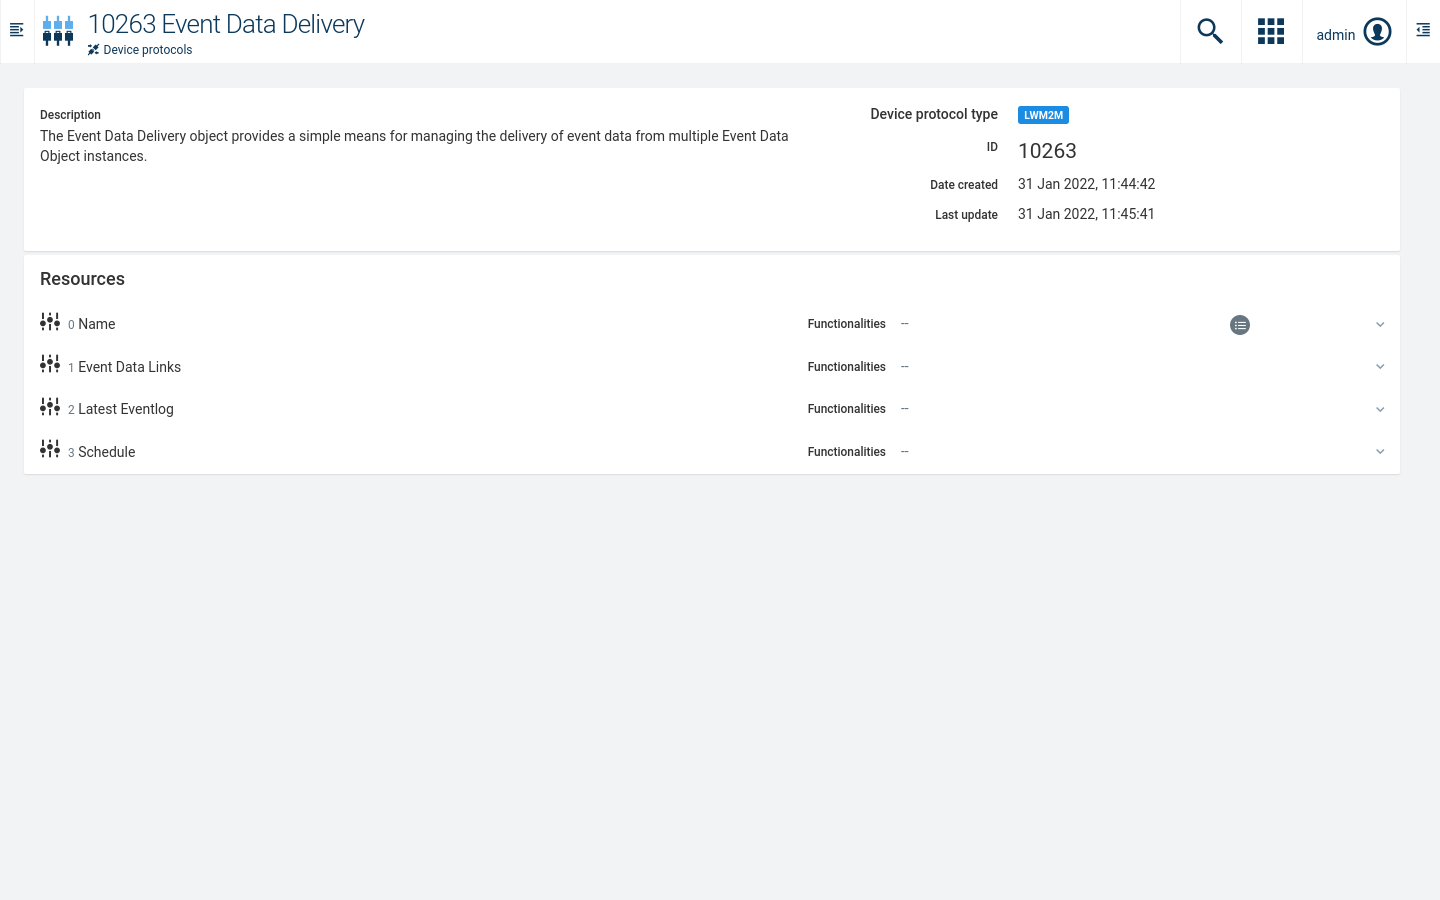 10263 Event Data Delivery
Device protocols
admin
Description
The Event Data Delivery object provides a simple means for managing the delivery of event data from multiple Event Data
Object instances.
Device protocol type LWM2M
ID 10263
Date created 31 Jan 2022, 11:44:42
Last update 31 Jan 2022, 11:45:41
Resources
0 Name Functionalities --
1 Event Data Links Functionalities --
2 Latest Eventlog Functionalities --
3 Schedule Functionalities --